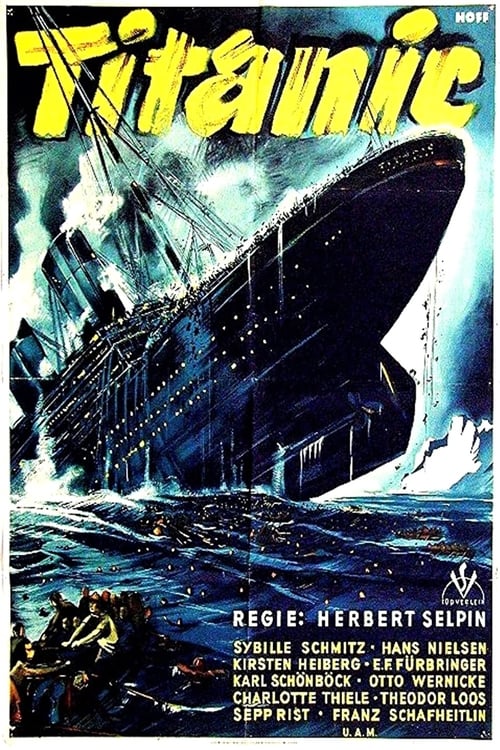 HOFF
Titanic
SÜDVERLEIH
REGIE: HERBERT SELPIN
SYBILLE SCHMITZ · HANS NIELSEN
KIRSTEN HEIBERG · E.F. FÜRBRINGER
KARL SCHÖNBÖCK · OTTO WERNICKE
CHARLOTTE THIELE · THEODOR LOOS
SEPP RIST · FRANZ SCHAFHEITLIN
U.A.M.